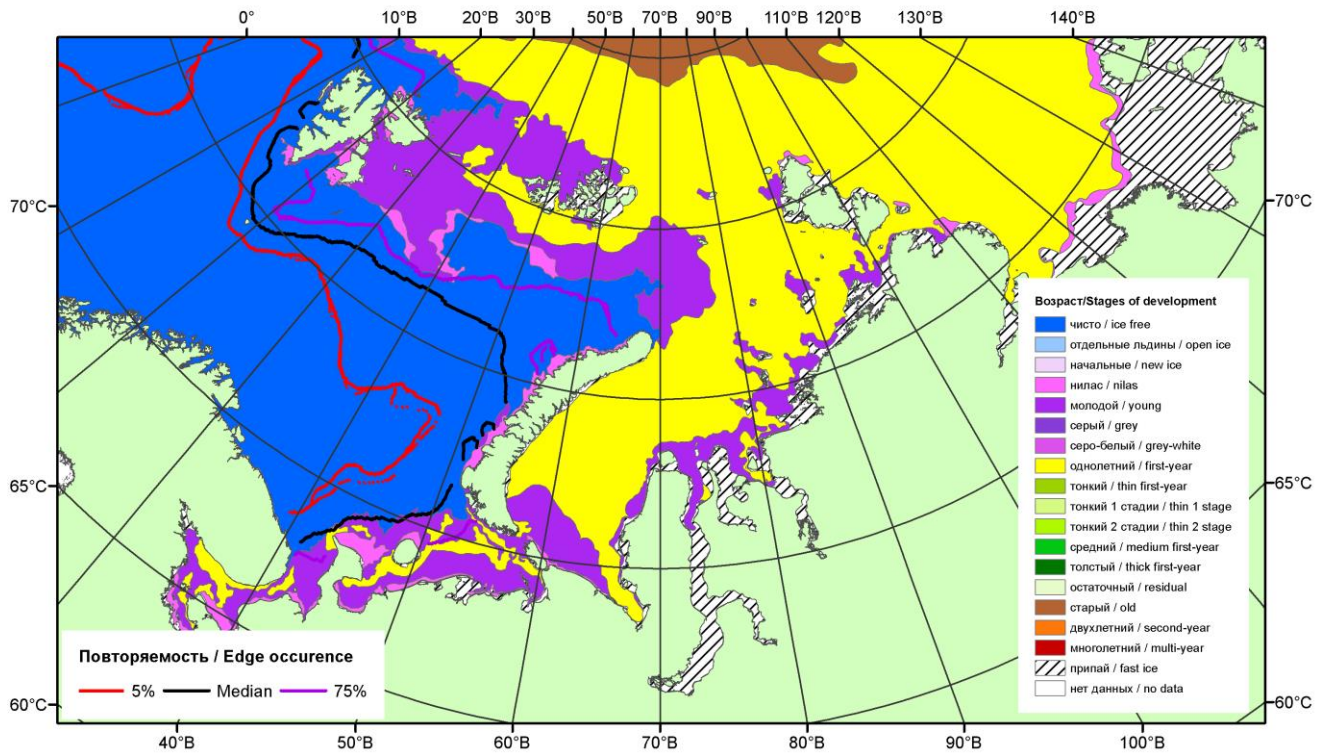 0° 10°В 20°В 30°В 50°В 70°В 90°В 110°В 120°В 130°В 140°В
70°С 70°С
65°С 65°С
60°С 60°С
Возраст/Stages of development
чисто / ice free
отдельные льдины / open ice
начальные / new ice
нилас / nilas
молодой / young
серый / grey
серо-белый / grey-white
однолетний / first-year
тонкий / thin first-year
тонкий 1 стадии / thin 1 stage
тонкий 2 стадии / thin 2 stage
средний / medium first-year
толстый / thick first-year
остаточный / residual
старый / old
двухлетний / second-year
многолетний / multi-year
припай / fast ice
нет данных / no data
Повторяемость / Edge occurence
5% Median 75%
40°В 50°В 60°В 70°В 80°В 90°В 100°В